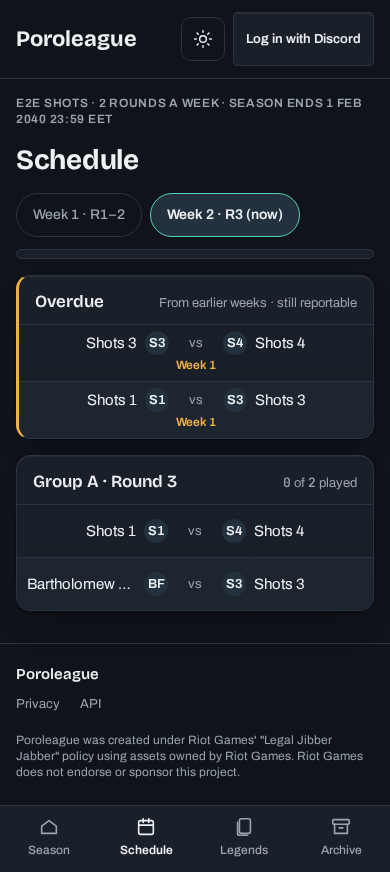 Poroleague
Log in with Discord
E2E SHOTS · 2 ROUNDS A WEEK · SEASON ENDS 1 FEB
2040 23:59 EET
Schedule
Week 1 · R1–2
Week 2 · R3 (now)
Overdue
From earlier weeks · still reportable
Shots 3 S3 vs S4 Shots 4
Week 1
Shots 1 S1 vs S3 Shots 3
Week 1
Group A · Round 3
0 of 2 played
Shots 1 S1 vs S4 Shots 4
Bartholomew ... BF vs S3 Shots 3
Poroleague
Privacy API
Poroleague was created under Riot Games' "Legal Jibber
Jabber" policy using assets owned by Riot Games. Riot Games
does not endorse or sponsor this project.
Season Schedule Legends Archive